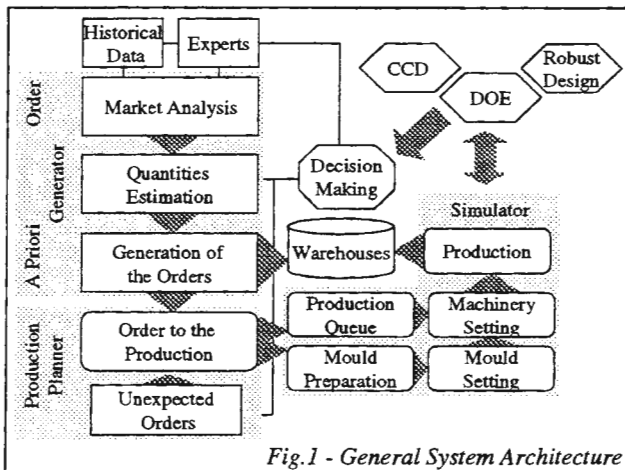 Historical
Data
Experts
CCD
DOE
Robust
Design
Order
Market Analysis
Generator
Quantities
Estimation
Decision
Making
A Priori
Generation of
the Orders
Warehouses
Simulator
Production
Production
Planner
Order to the
Production
Production
Queue
Machinery
Setting
Mould
Preparation
Mould
Setting
Unexpected
Orders
Fig.1 - General System Architecture